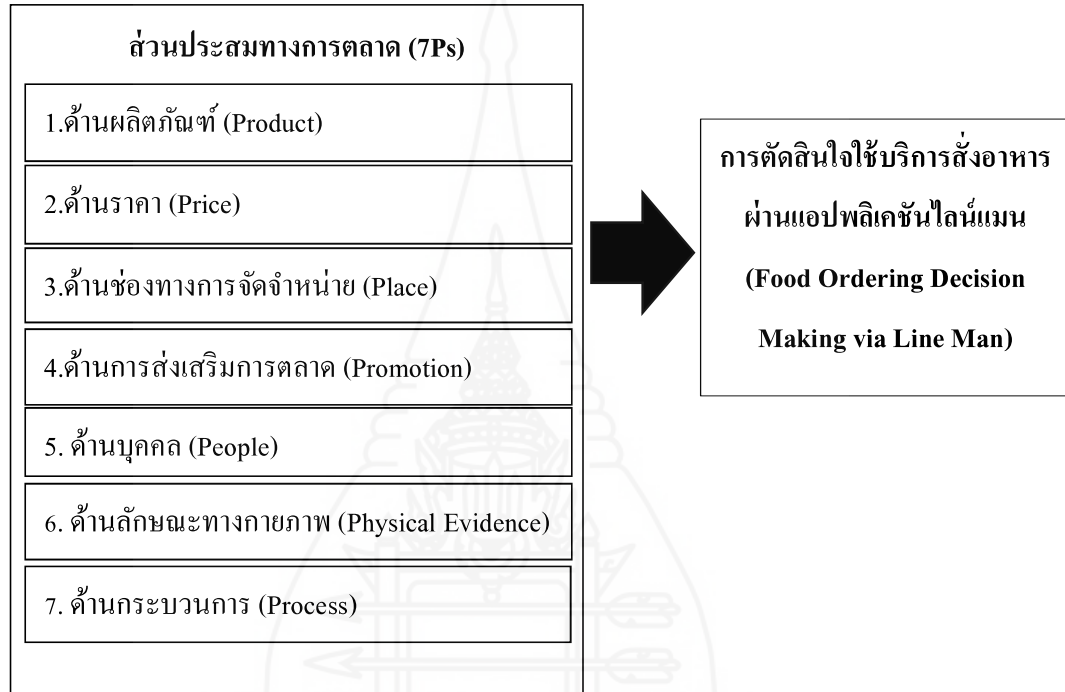 ส่วนประสมทางการตลาด (7Ps)
1.ด้านผลิตภัณฑ์ (Product)
2.ด้านราคา (Price)
3.ด้านช่องทางการจัดจำหน่าย (Place)
4.ด้านการส่งเสริมการตลาด (Promotion)
5. ด้านบุคคล (People)
6. ด้านลักษณะทางกายภาพ (Physical Evidence)
7. ด้านกระบวนการ (Process)
การตัดสินใจใช้บริการสั่งอาหาร
ผ่านแอปพลิเคชันไลน์แมน
(Food Ordering Decision
Making via Line Man)